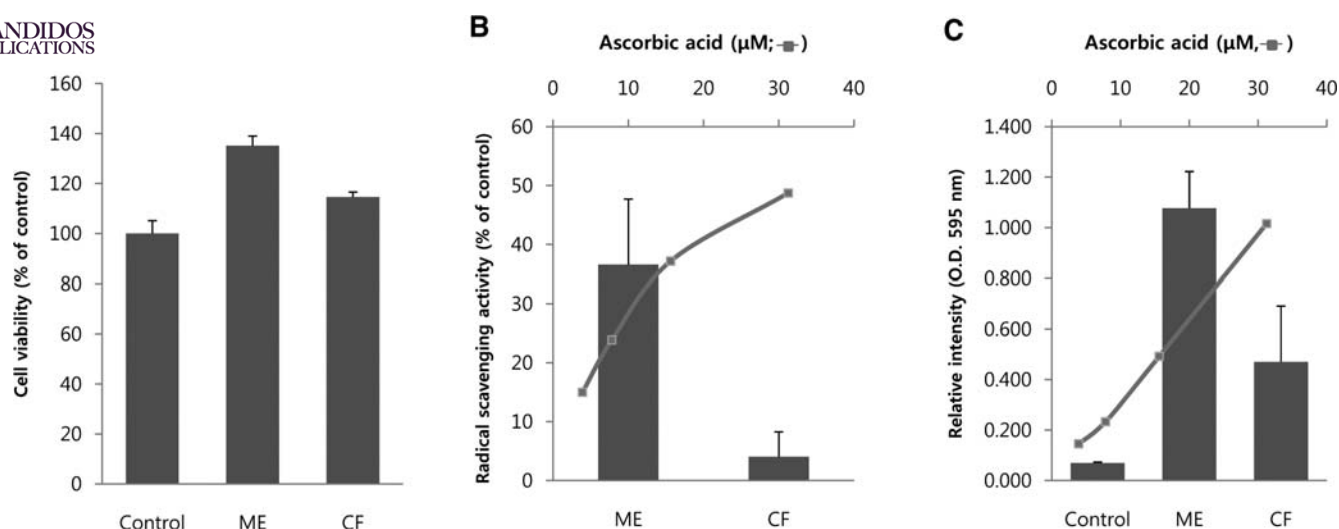 ANDIDOS
LICATIONS
Cell viability (% of control)
160
140
120
100
80
60
40
20
0
Control ME CF
B
Ascorbic acid (µM; )
0 10 20 30 40
Radical scavenging activity (% of control)
60
50
40
30
20
10
0
ME CF
C
Ascorbic acid (µM, )
0 10 20 30 40
Relative intensity (O.D. 595 nm)
1.400
1.200
1.000
0.800
0.600
0.400
0.200
0.000
Control ME CF